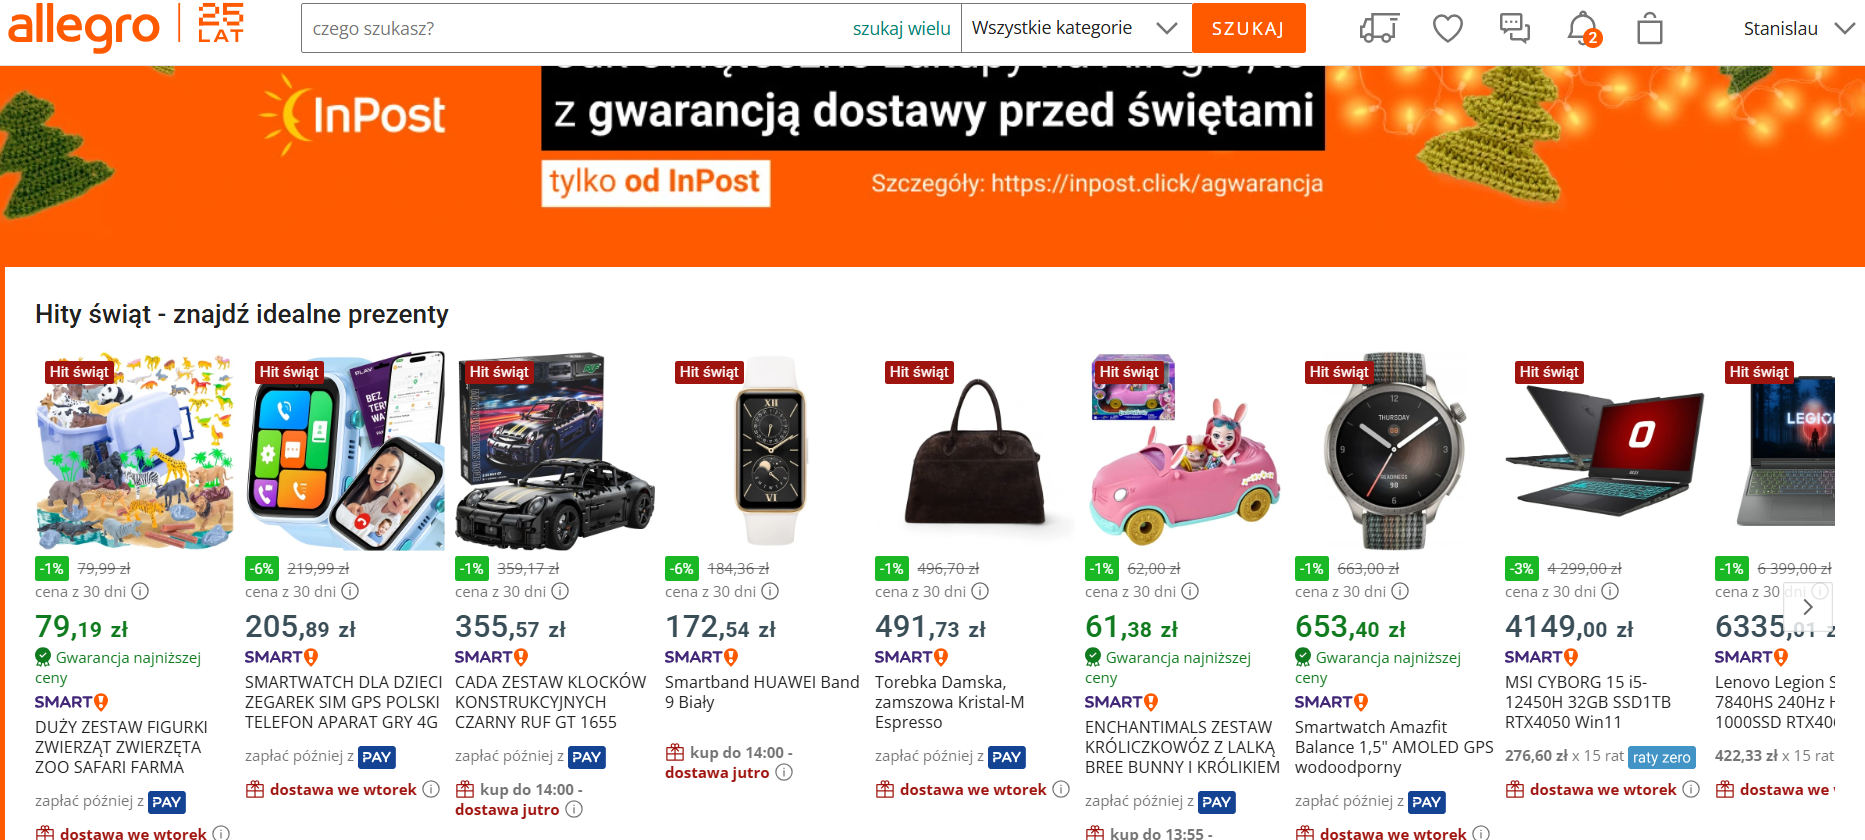 allegro 25 LAT
czego szukasz?
szukaj wielu
Wszystkie kategorie
SZUKAJ
2
Stanislau
InPost
z gwarancją dostawy przed świętami
tylko od InPost
Szczegóły: https://inpost.click/agwarancja
Hity świąt - znajdź idealne prezenty
Hit świąt
-1% 79,99 zł
cena z 30 dni
79,19 zł
Gwarancja najniższej
ceny
SMART!
DUŻY ZESTAW FIGURKI
ZWIERZĄT ZWIERZĘTA
ZOO SAFARI FARMA
zapłać później z PAY
dostawa we wtorek
Hit świąt
-6% 219,99 zł
cena z 30 dni
205,89 zł
SMART!
SMARTWATCH DLA DZIECI
ZEGAREK SIM GPS POLSKI
TELEFON APARAT GRY 4G
zapłać później z PAY
dostawa we wtorek
Hit świąt
-1% 359,17 zł
cena z 30 dni
355,57 zł
SMART!
CADA ZESTAW KLOCKÓW
KONSTRUKCYJNYCH
CZARNY RUF GT 1655
zapłać później z PAY
kup do 14:00 -
dostawa jutro
Hit świąt
XII
VI
-6% 184,36 zł
cena z 30 dni
172,54 zł
SMART!
Smartband HUAWEI Band
9 Biały
kup do 14:00 -
dostawa jutro
Hit świąt
-1% 496,70 zł
cena z 30 dni
491,73 zł
SMART!
Torebka Damska,
zamszowa Kristal-M
Espresso
zapłać później z PAY
dostawa we wtorek
Hit świąt
-1% 62,00 zł
cena z 30 dni
61,38 zł
Gwarancja najniższej
ceny
SMART!
ENCHANTIMALS ZESTAW
KRÓLICZKOWÓZ Z LALKĄ
BREE BUNNY I KRÓLIKIEM
zapłać później z PAY
kup do 13:55 -
Hit świąt
12
THURSDAY
3
6
9
READINESS
-1% 663,00 zł
cena z 30 dni
653,40 zł
Gwarancja najniższej
ceny
SMART!
Smartwatch Amazfit
Balance 1,5" AMOLED GPS
wodoodporny
zapłać później z PAY
dostawa we wtorek
Hit świąt
-3% 4 299,00 zł
cena z 30 dni
4149,00 zł
SMART!
MSI CYBORG 15 i5-
12450H 32GB SSD1TB
RTX4050 Win11
276,60 zł x 15 rat raty zero
dostawa we wtorek
Hit świąt
LEGION
-1% 6 399,00 zł
cena z 30 dni
6335,01 z
SMART!
Lenovo Legion S
7840HS 240Hz H
1000SSD RTX406
422,33 zł x 15 rat
dostawa we